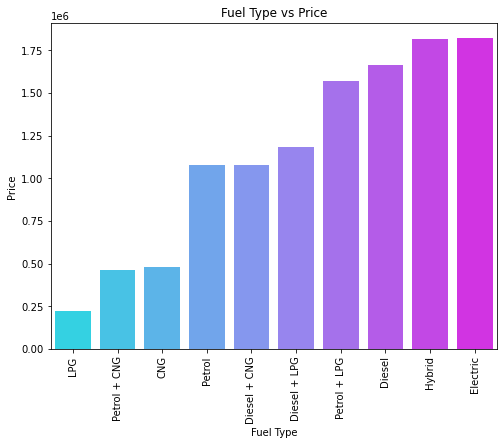 Fuel Type vs Price
1e6
1.75
1.50
1.25
1.00
0.75
0.50
0.25
0.00
Price
LPG
Petrol + CNG
CNG
Petrol
Diesel + CNG
Diesel + LPG
Petrol + LPG
Diesel
Hybrid
Electric
Fuel Type